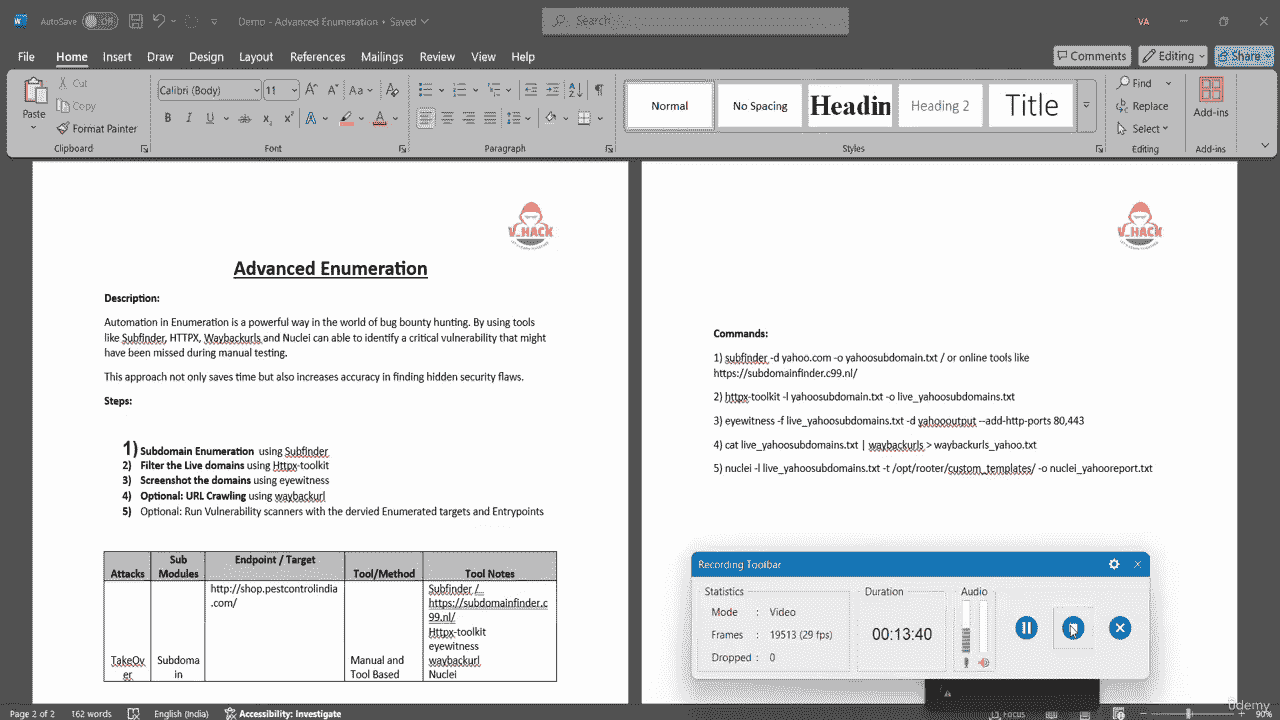 AutoSave Off Demo - Attacks Enumeration • Saved
Search
VA
File Home Insert Draw Design Layout References Mailings Review View Help
Comments Editing Share
Paste
Cut
Copy
Format Painter
Calibri (Body) 11
Normal
No Spacing
Headin
Heading 2
Title
Find
Replace
Select
Add-ins
Clipboard Font Paragraph Styles Editing Add-ins
V_HACK
Advanced Enumeration
Description:
Automation in Enumeration is a powerful way in the world of bug bounty hunting. By using tools
like Subfinder, HTTPX, Waybackurls and Nuclei can able to identify a critical vulnerability that might
have been missed during manual testing.
This approach not only saves time but also increases accuracy in finding hidden security flaws.
Steps:
1) Subdomain Enumeration using Subfinder
2) Filter the Live domains using Httpx-toolkit
3) Screenshot the domains using eyewitness
4) Optional: URL Crawling using waybackurl
5) Optional: Run Vulnerability scanners with the dervied Enumerated targets and Entrypoints
Attacks
Sub
Modules
Endpoint / Target
Tool/Method
Tool Notes
TakeOv
er
Subdoma
in
http://shop.pestcontrolindia
.com/
Manual and
Tool Based
Subfinder /
https://subdomainfinder.c
99.nl/
Httpx-toolkit
eyewitness
waybackurl
Nuclei
V_HACK
Commands:
1) subfinder -d yahoo.com -o yahoosubdomain.txt / or online tools like
https://subdomainfinder.c99.nl/
2) httpx-toolkit -l yahoosubdomain.txt -o live_yahoosubdomains.txt
3) eyewitness -f live_yahoosubdomains.txt -d yahoooutput --add-http-ports 80,443
4) cat live_yahoosubdomains.txt | waybackurls > waybackurls_yahoo.txt
5) nuclei -l live_yahoosubdomains.txt -t /opt/rooter/custom_templates/ -o nuclei_yahooreport.txt
Recording Toolbar
Statistics
Mode : Video
Frames : 19513 (29 fps)
Dropped : 0
Duration
00:13:40
Audio
Page 2 of 2 162 words English (India) Accessibility: Investigate
Focus
90%
udemy